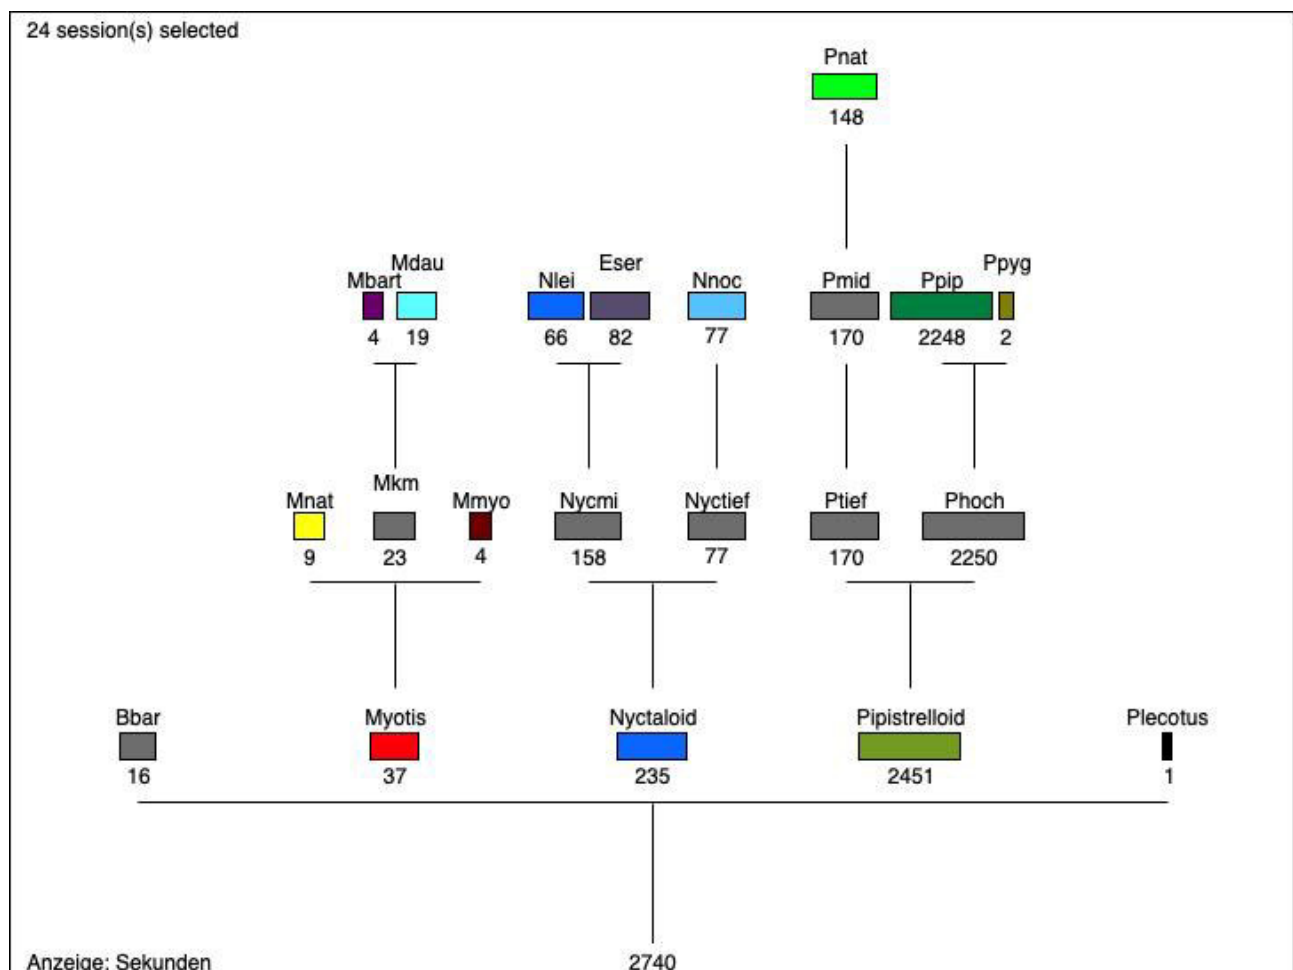 24 session(s) selected
Pnat
148
Mbart Mdau Nlei Eser Nnoc Pmid Ppip Ppyg
4 19 66 82 77 170 2248 2
Mnat Mkm Mmyo Nycmi Nyctief Ptief Phoch
9 23 4 158 77 170 2250
Bbar Myotis Nyctaloid Pipistrelloid Plecotus
16 37 235 2451 1
Anzeige: Sekunden 2740